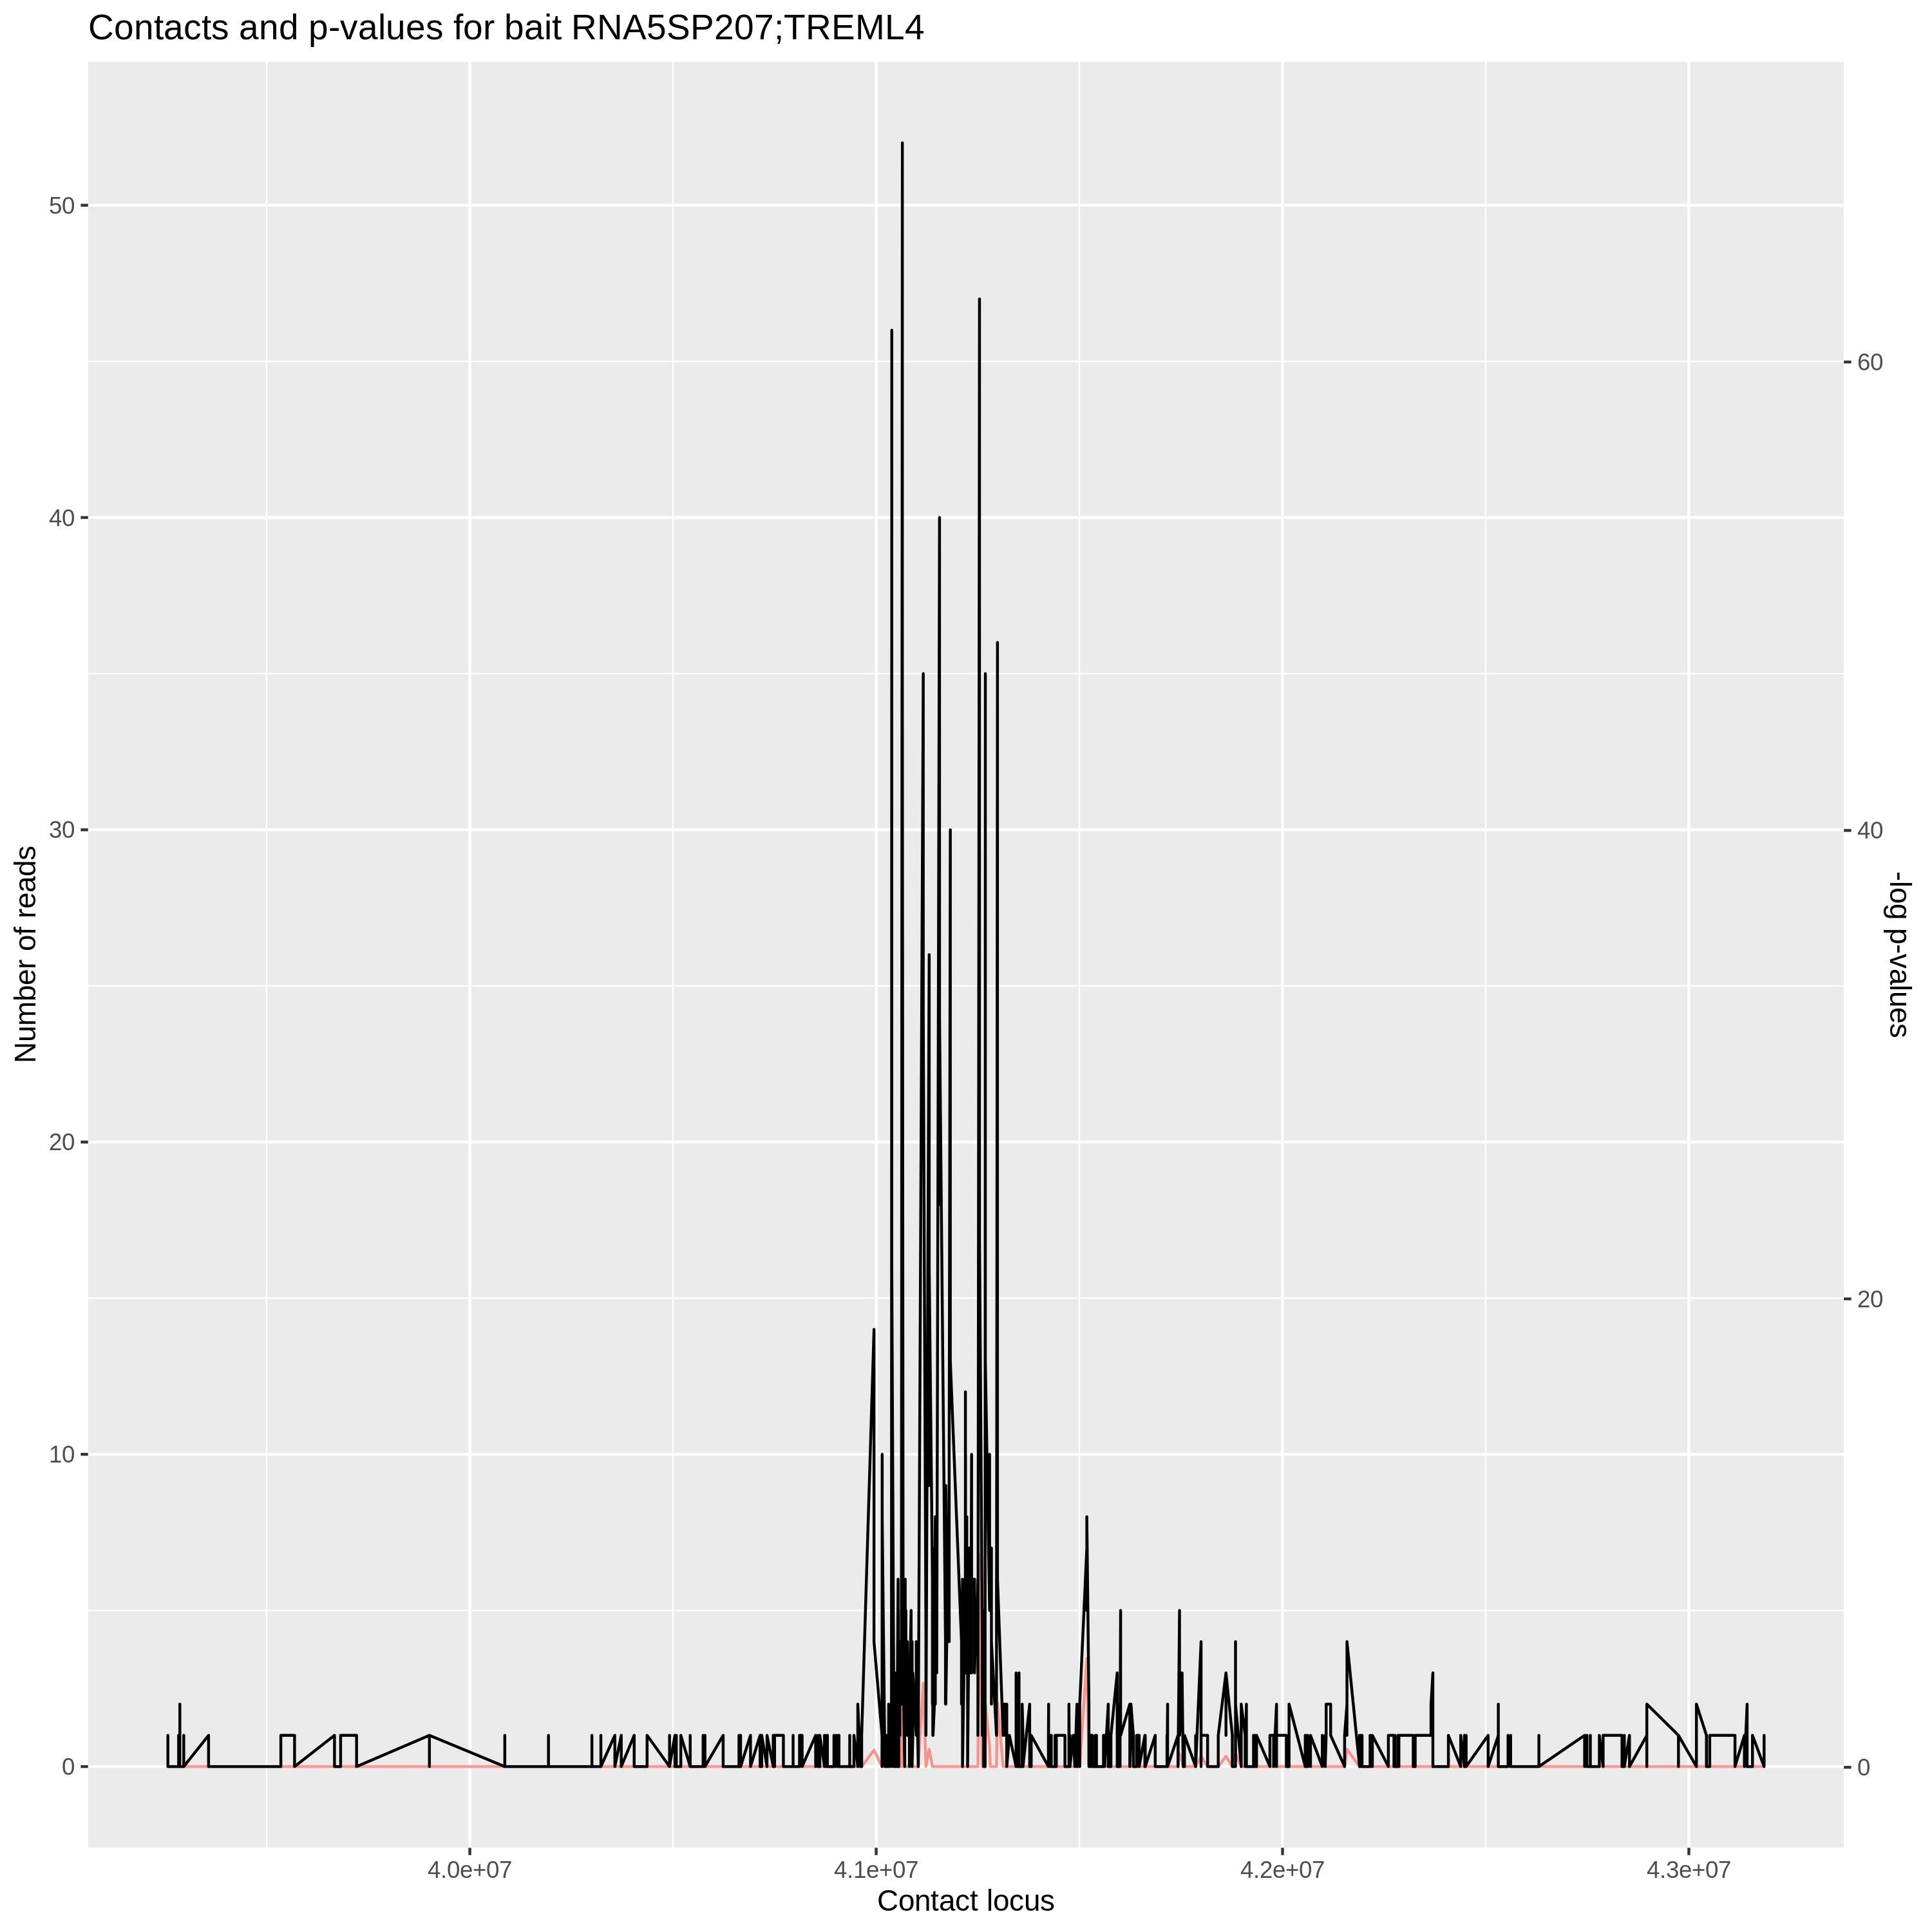 Contacts and p-values for bait RNA5SP207;TREML4
50
40
30
20
10
0
Number of reads
60
40
20
0
-log p-values
4.0e+07
4.1e+07
4.2e+07
4.3e+07
Contact locus